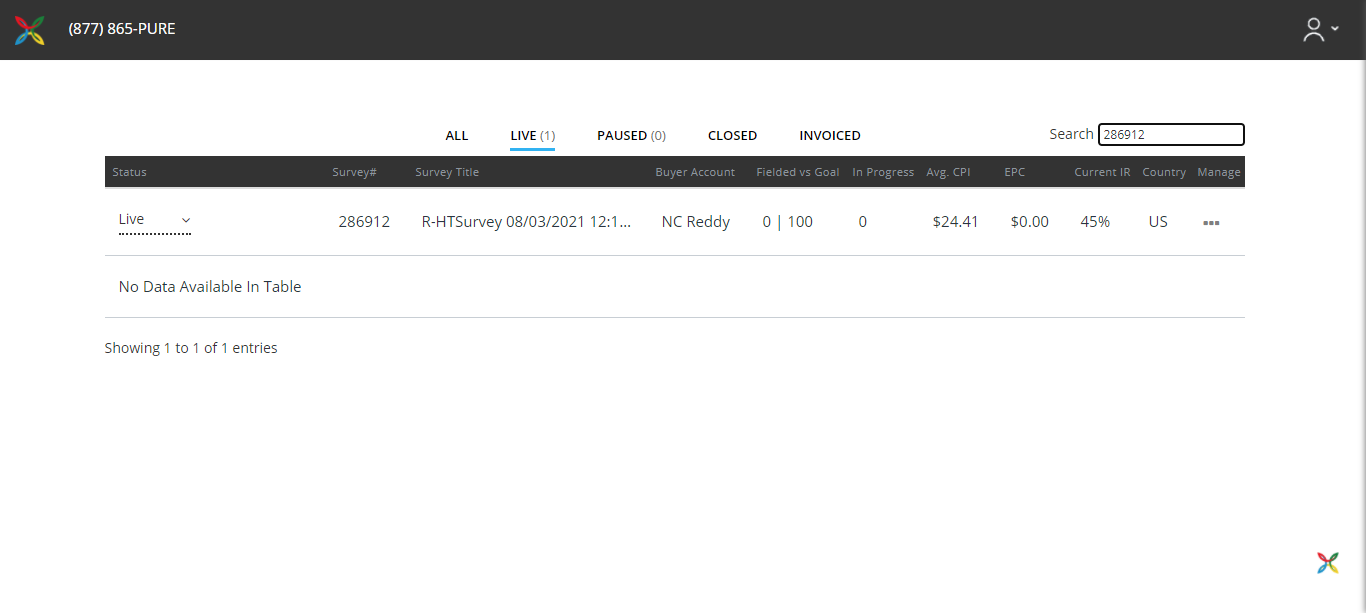 (877) 865-PURE
ALL LIVE (1) PAUSED (0) CLOSED INVOICED Search 286912
Status Survey# Survey Title Buyer Account Fielded vs Goal In Progress Avg. CPI EPC Current IR Country Manage
Live 286912 R-HTSurvey 08/03/2021 12:1... NC Reddy 0 | 100 0 $24.41 $0.00 45% US
No Data Available In Table
Showing 1 to 1 of 1 entries